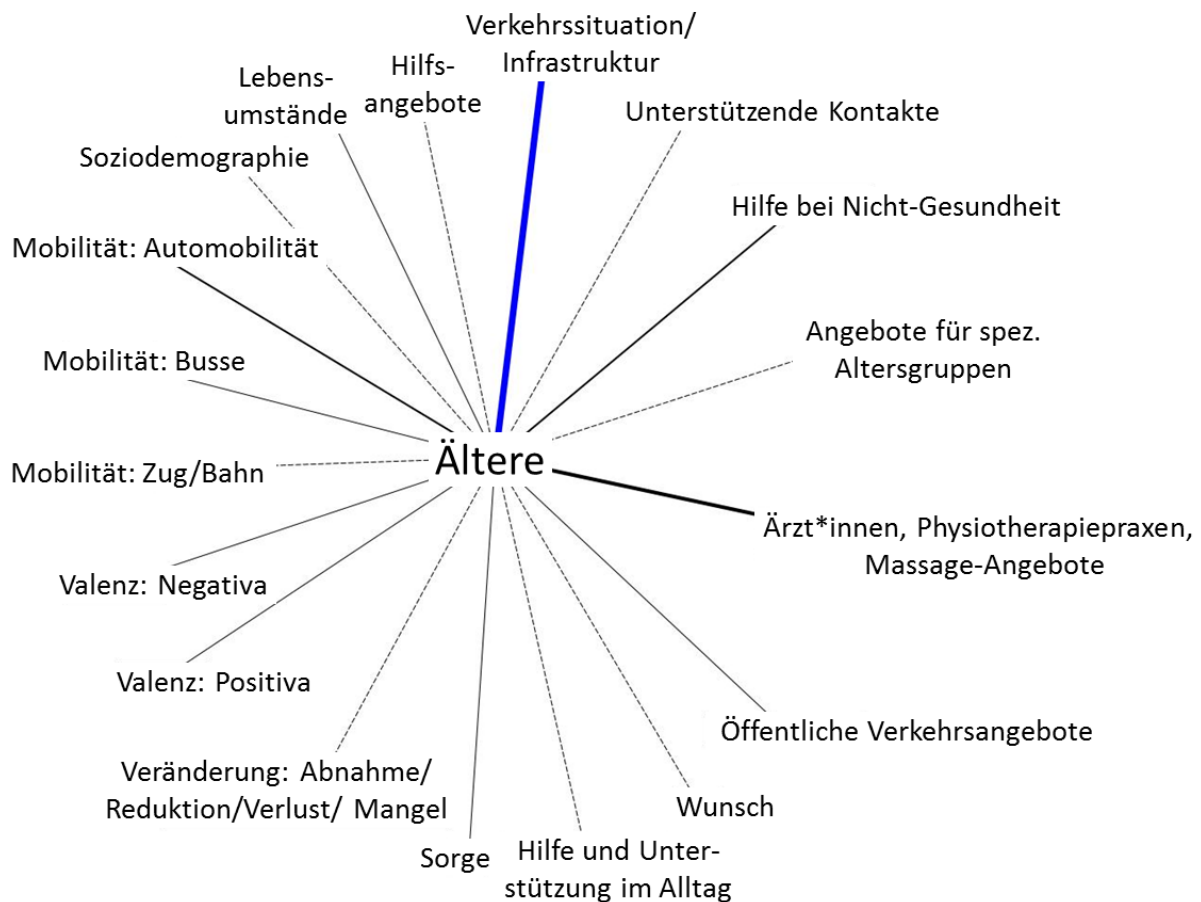 Verkehrssituation/
Infrastruktur
Hilfs-
angebote
Lebens-
umstände
Unterstützende Kontakte
Soziodemographie
Hilfe bei Nicht-Gesundheit
Mobilität: Automobilität
Angebote für spez.
Altersgruppen
Mobilität: Busse
Ältere
Mobilität: Zug/Bahn
Ärzt*innen, Physiotherapiepraxen,
Massage-Angebote
Valenz: Negativa
Valenz: Positiva
Öffentliche Verkehrsangebote
Veränderung: Abnahme/
Reduktion/Verlust/ Mangel
Wunsch
Sorge
Hilfe und Unter-
stützung im Alltag